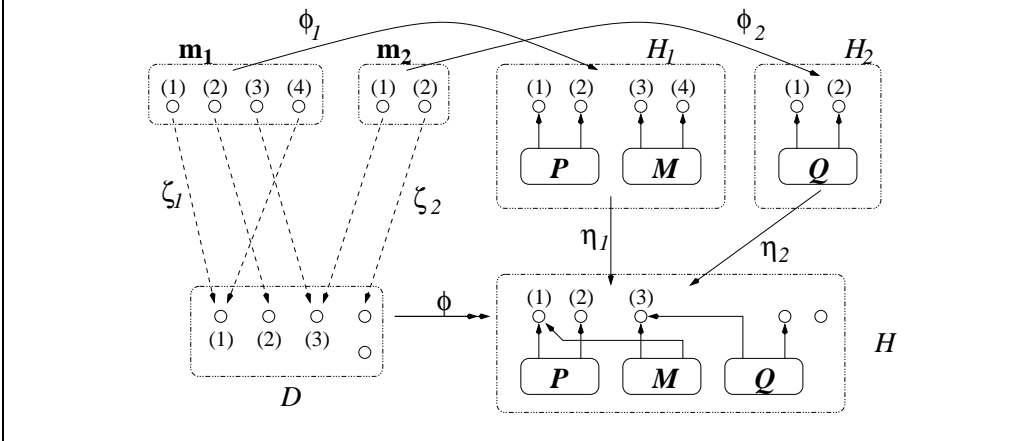 ϕ₁ ϕ₂
m₁ m₂ H₁ H₂
(1) (2) (3) (4) (1) (2) (1) (2) (3) (4) (1) (2)
P M Q
ζ₁ ζ₂
η₁ η₂
(1) (2) (3)
ϕ
(1) (2) (3)
H
P M Q
D